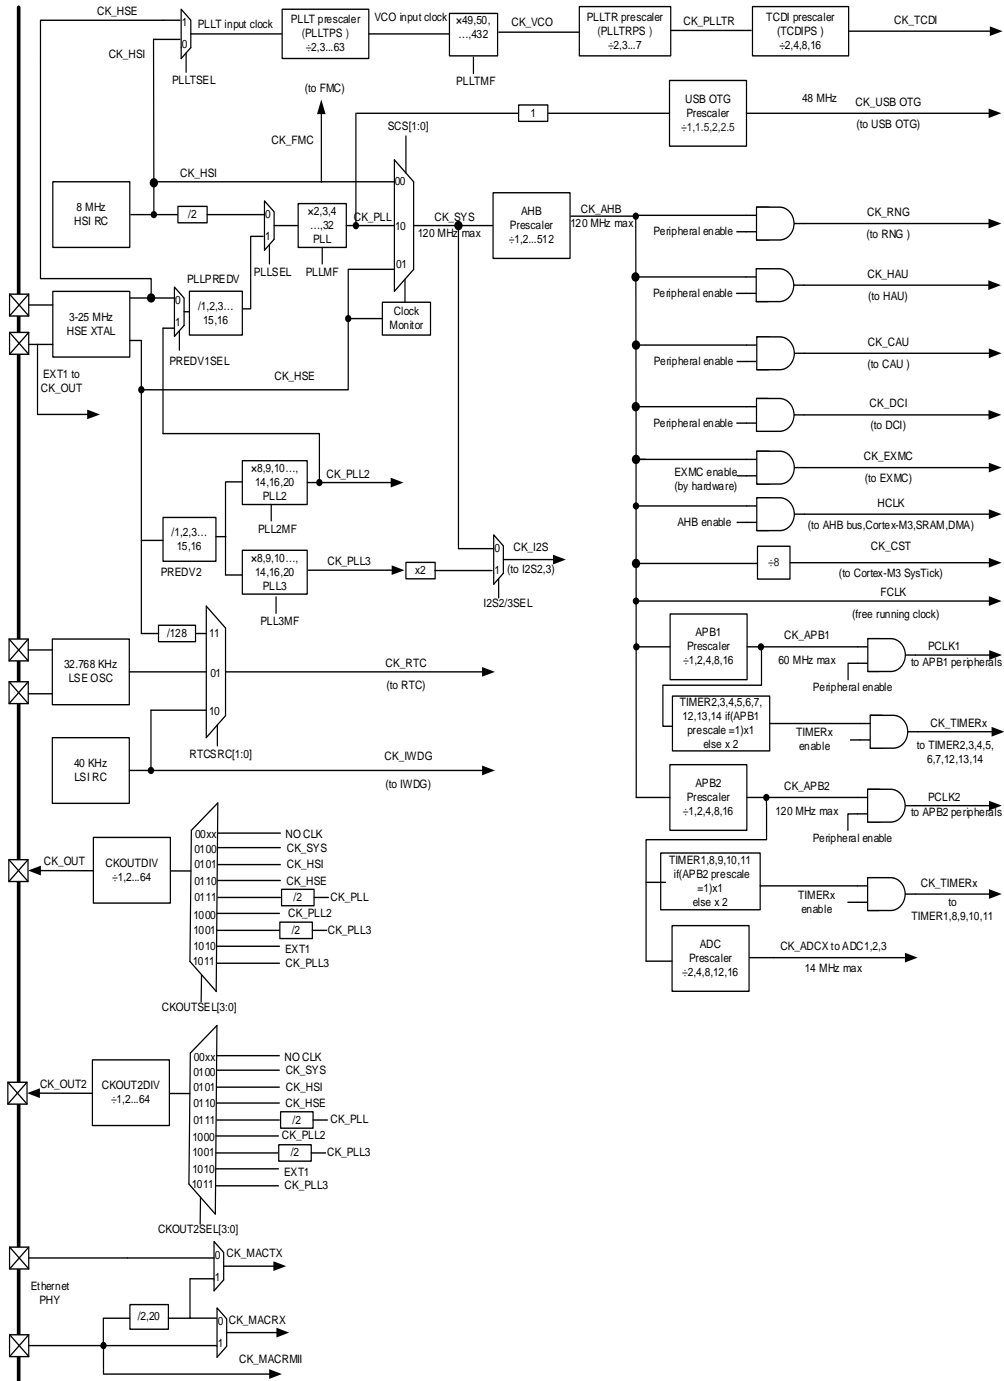 CK_HSE
PLLT input clock
PLLT prescaler
(PLLTPS )
÷2,3...63
VCO input clock
x49,50,
…,432
CK_VCO
PLLTR prescaler
(PLLTRPS )
÷2,3...7
CK_PLLTR
TCDI prescaler
(TCDIPS )
÷2,4,8,16
CK_TCDI
1
0
CK_HSI
PLLTSEL
PLLTMF
(to FMC)
CK_FMC
SCS[1:0]
1
USB OTG
Prescaler
÷1,1.5,2,2.5
48 MHz
CK_USB OTG
(to USB OTG)
CK_HSI
00
8 MHz
HSI RC
/2
0
1
PLLSEL
x2,3,4
…,32
PLL
PLLMF
CK_PLL
10
01
CK_SYS
120 MHz max
AHB
Prescaler
÷1,2...512
CK_AHB
120 MHz max
Peripheral enable
CK_RNG
(to RNG )
Peripheral enable
CK_HAU
(to HAU)
Peripheral enable
CK_CAU
(to CAU )
Peripheral enable
CK_DCI
(to DCI)
EXMC enable
(by hardware)
CK_EXMC
(to EXMC)
AHB enable
HCLK
(to AHB bus,Cortex-M3,SRAM,DMA)
÷8
CK_CST
(to Cortex-M3 SysTick)
FCLK
(free running clock)
PLLPREDV
3-25 MHz
HSE XTAL
0
1
/1,2,3...
15,16
PREDV1SEL
Clock
Monitor
EXT1 to
CK_OUT
CK_HSE
x8,9,10...,
14,16,20
PLL2
CK_PLL2
PLL2MF
/1,2,3...
15,16
PREDV2
x8,9,10...,
14,16,20
PLL3
CK_PLL3
PLL3MF
x2
0
1
CK_I2S
(to I2S2,3)
I2S2/3SEL
/128
11
01
10
32.768 KHz
LSE OSC
CK_RTC
(to RTC)
RTCSRC[1:0]
40 KHz
LSI RC
CK_IWDG
(to IWDG)
APB1
Prescaler
÷1,2,4,8,16
CK_APB1
60 MHz max
Peripheral enable
PCLK1
to APB1 peripherals
TIMER2,3,4,5,6,7,
12,13,14 if(APB1
prescale =1)x1
else x 2
TIMERx
enable
CK_TIMERx
to TIMER2,3,4,5,
6,7,12,13,14
APB2
Prescaler
÷1,2,4,8,16
CK_APB2
120 MHz max
Peripheral enable
PCLK2
to APB2 peripherals
TIMER1,8,9,10,11
if(APB2 prescale
=1)x1
else x 2
TIMERx
enable
CK_TIMERx
to
TIMER1,8,9,10,11
ADC
Prescaler
÷2,4,8,12,16
CK_ADCX to ADC1,2,3
14 MHz max
CK_OUT
CKOUTDIV
÷1,2...64
00xx
NO CLK
0100
CK_SYS
0101
CK_HSI
0110
CK_HSE
0111
/2
CK_PLL
1000
CK_PLL2
1001
/2
CK_PLL3
1010
EXT1
1011
CK_PLL3
CKOUTSEL[3:0]
CK_OUT2
CKOUT2DIV
÷1,2...64
00xx
NO CLK
0100
CK_SYS
0101
CK_HSI
0110
CK_HSE
0111
/2
CK_PLL
1000
CK_PLL2
1001
/2
CK_PLL3
1010
EXT1
1011
CK_PLL3
CKOUT2SEL[3:0]
Ethernet
PHY
0
1
CK_MACTX
/2,20
0
1
CK_MACRX
CK_MACRMII